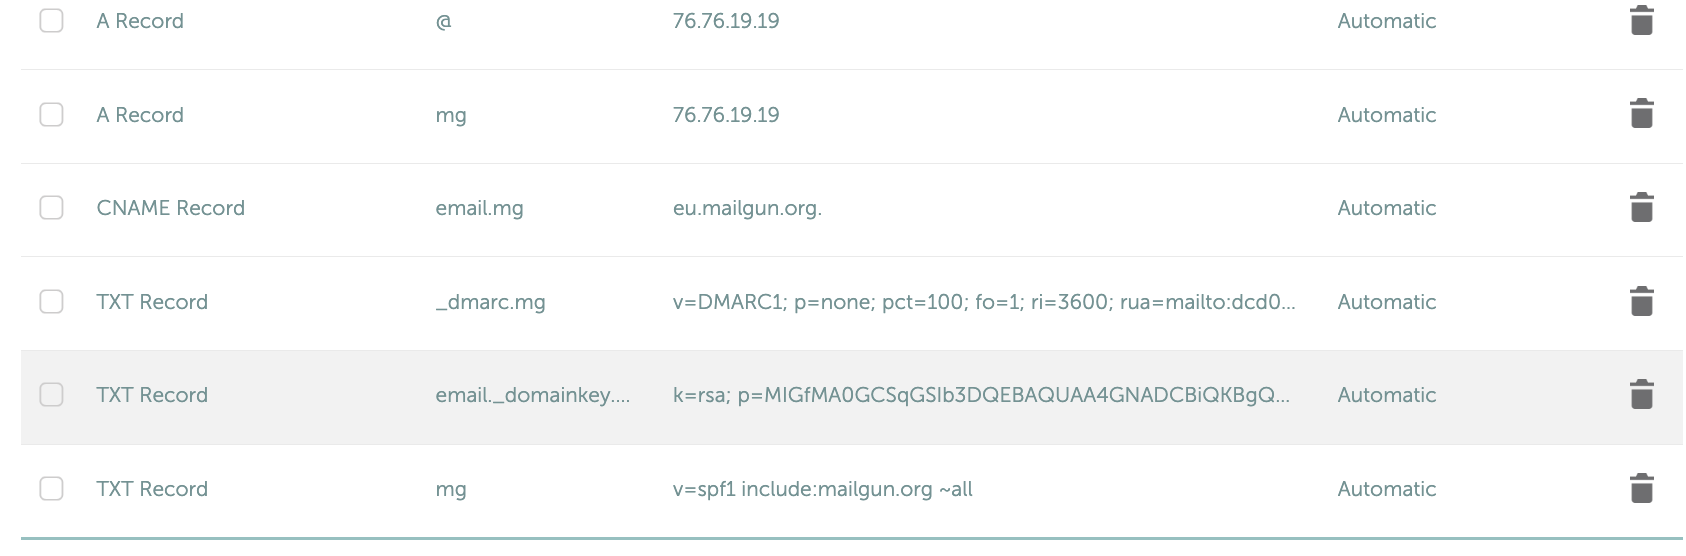 A Record @ 76.76.19.19 Automatic
A Record mg 76.76.19.19 Automatic
CNAME Record email.mg eu.mailgun.org. Automatic
TXT Record _dmarc.mg v=DMARC1; p=none; pct=100; fo=1; ri=3600; rua=mailto:dcd0... Automatic
TXT Record email._domainkey.... k=rsa; p=MIGfMA0GCSqGSIb3DQEBAQUAA4GNADCBiQKBgQ... Automatic
TXT Record mg v=spf1 include:mailgun.org ~all Automatic